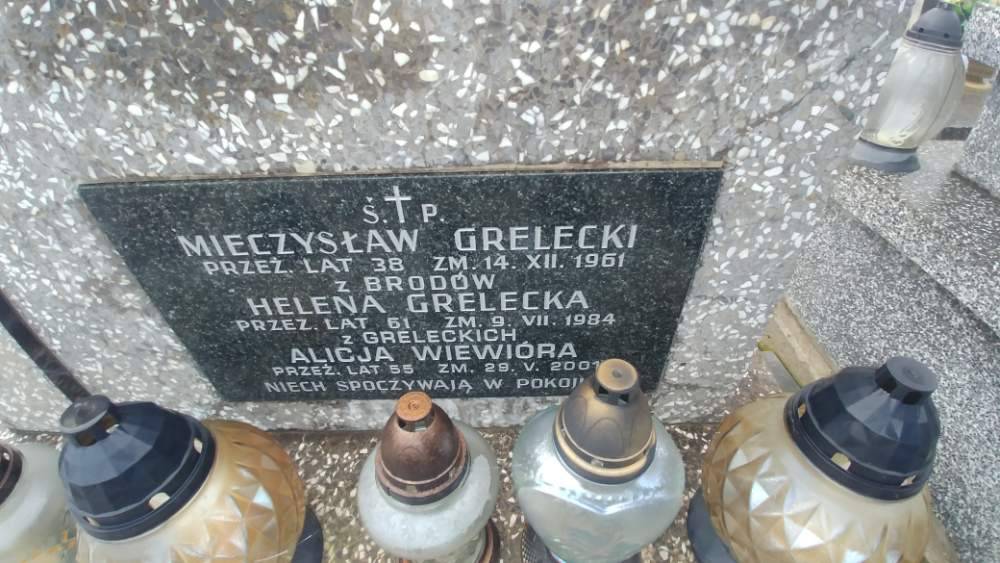 Ś. P.
MIECZYSŁAW GRELECKI
PRZEŻ. LAT 38 ZM. 14. XII. 1961
z BRODÓW
HELENA GRELECKA
PRZEŻ. LAT 61 ZM. 9. VII. 1984
z GRELECKICH
ALICJA WIEWIÓRA
PRZEŻ. LAT 55 ZM. 29. V. 2001
NIECH SPOCZYWAJĄ W